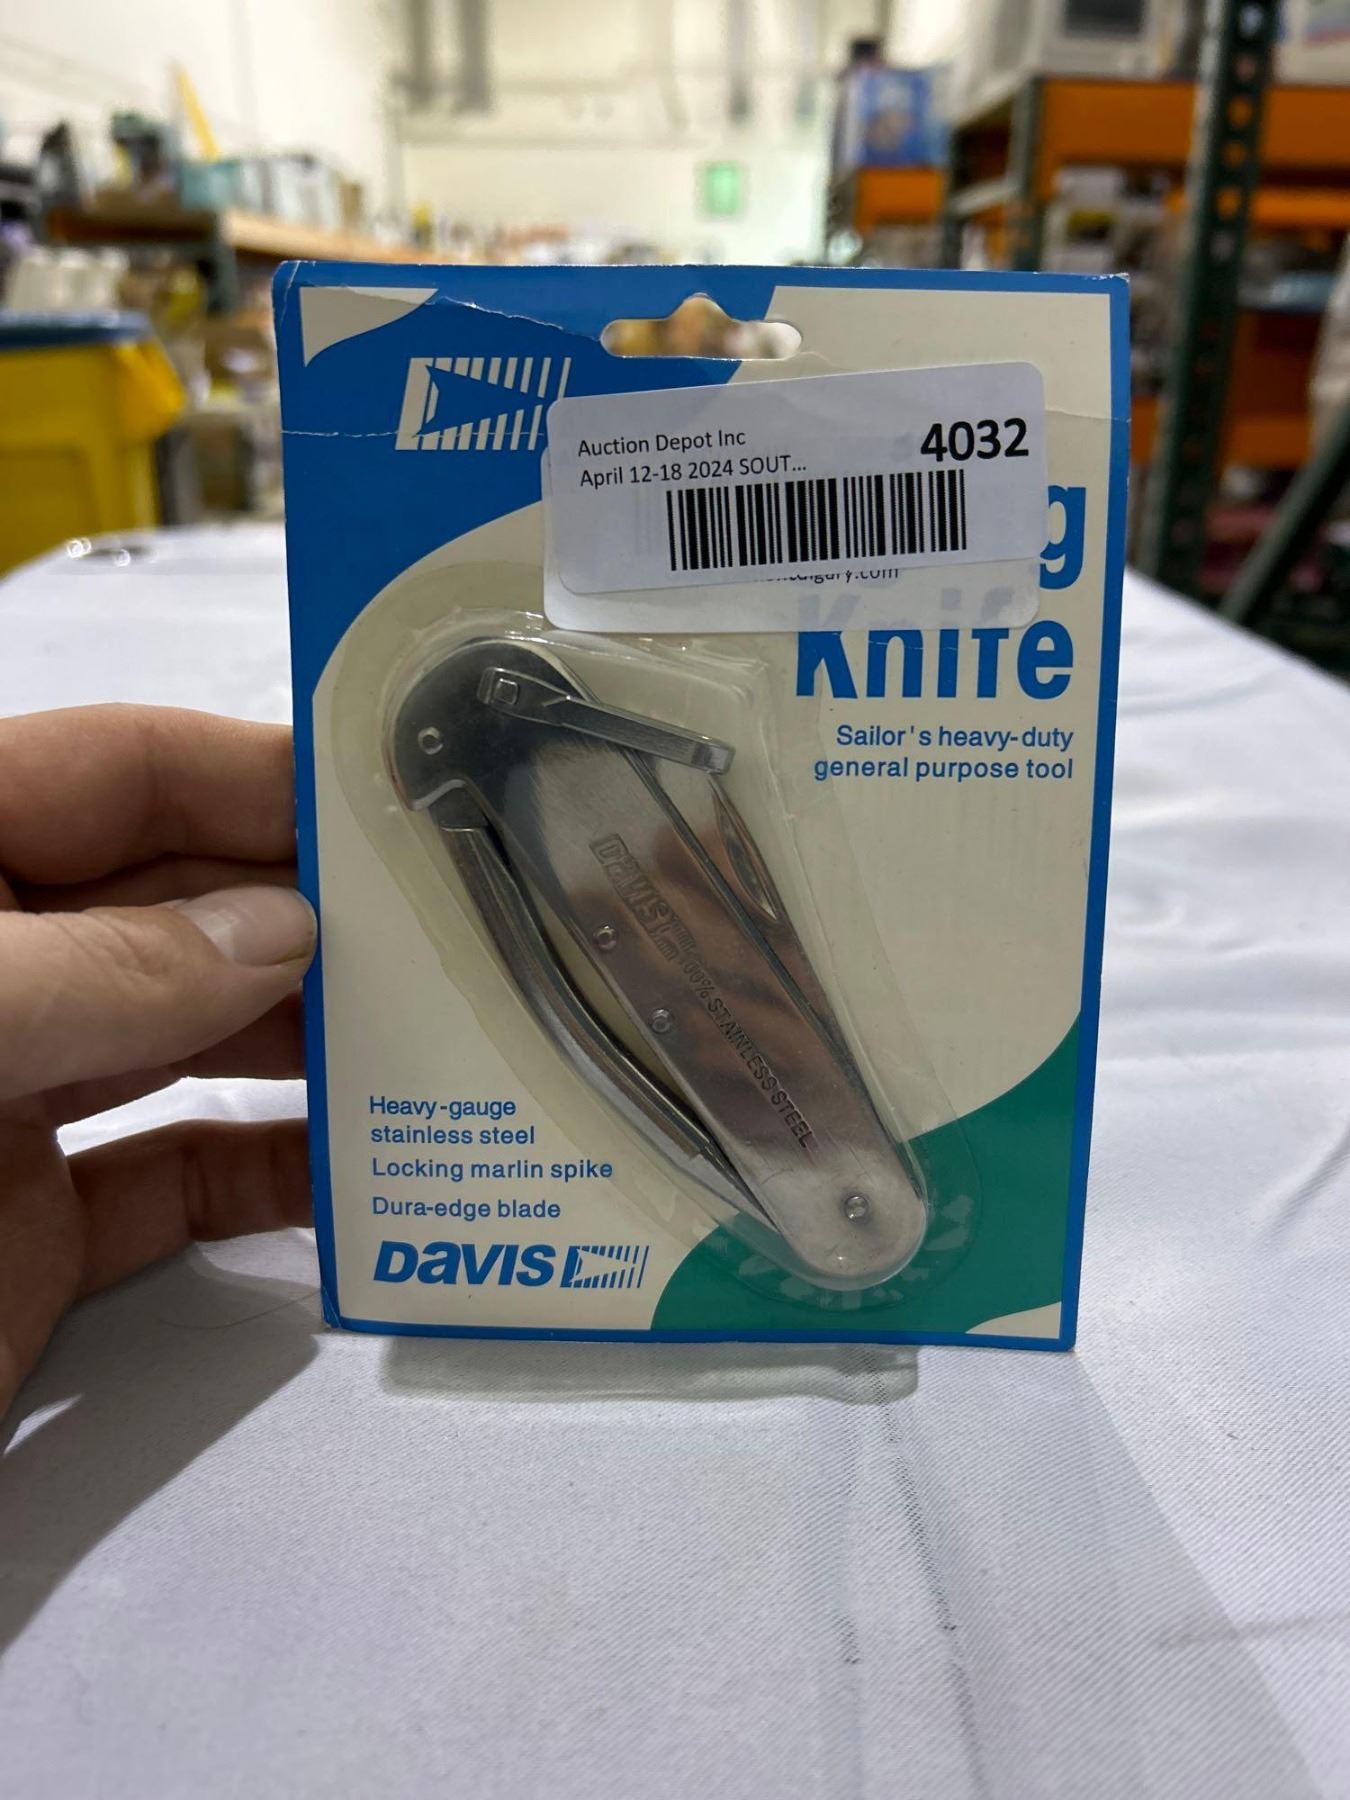 Auction Depot Inc
4032
April 12-18 2024 SOUT...
g
Knife
Sailor's heavy-duty
general purpose tool
DAVIS
100% STAINLESS STEEL
Heavy-gauge
stainless steel
Locking marlin spike
Dura-edge blade
DAVIS